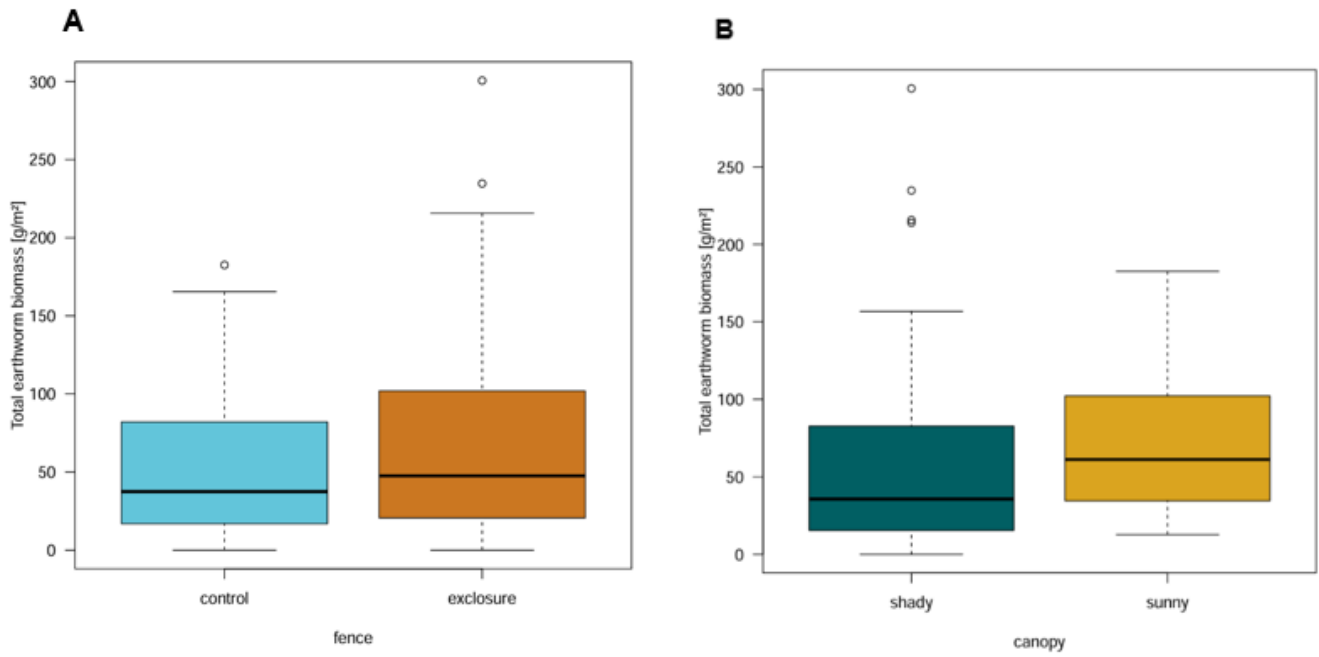 A
B
Total earthworm biomass [g/m²]
300
250
200
150
100
50
0
control
exclosure
fence
Total earthworm biomass [g/m²]
300
250
200
150
100
50
0
shady
sunny
canopy